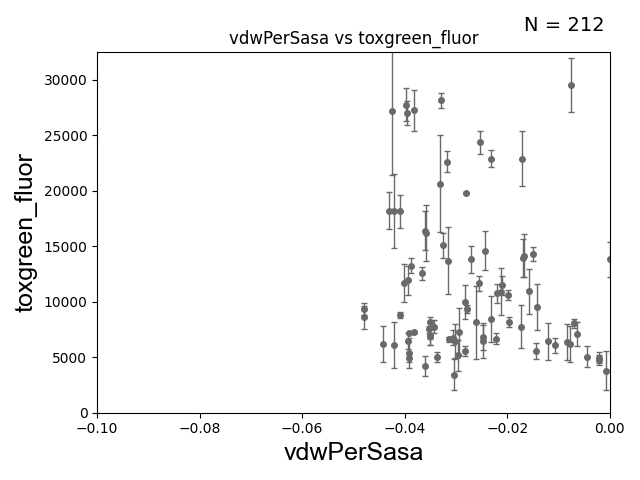 N = 212
vdwPerSasa vs toxgreen_fluor
toxgreen_fluor
30000
25000
20000
15000
10000
5000
0
−0.10 −0.08 −0.06 −0.04 −0.02 0.00
vdwPerSasa